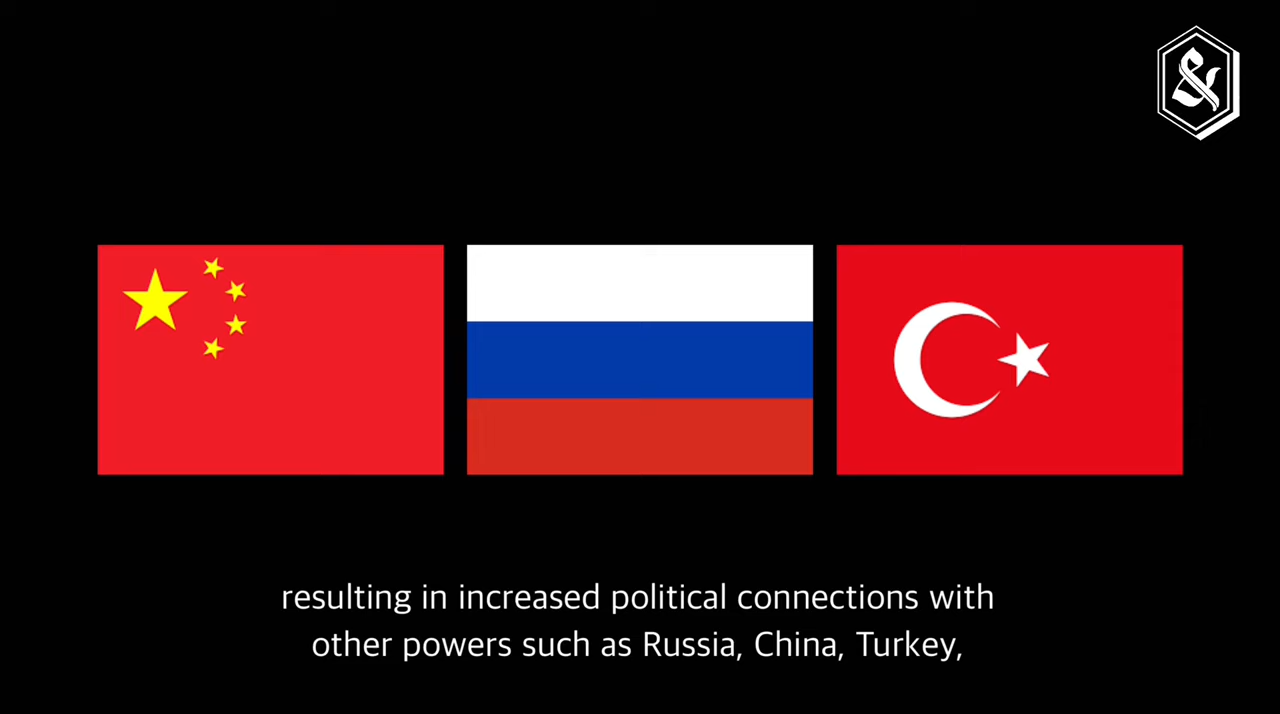 &
resulting in increased political connections with
other powers such as Russia, China, Turkey,